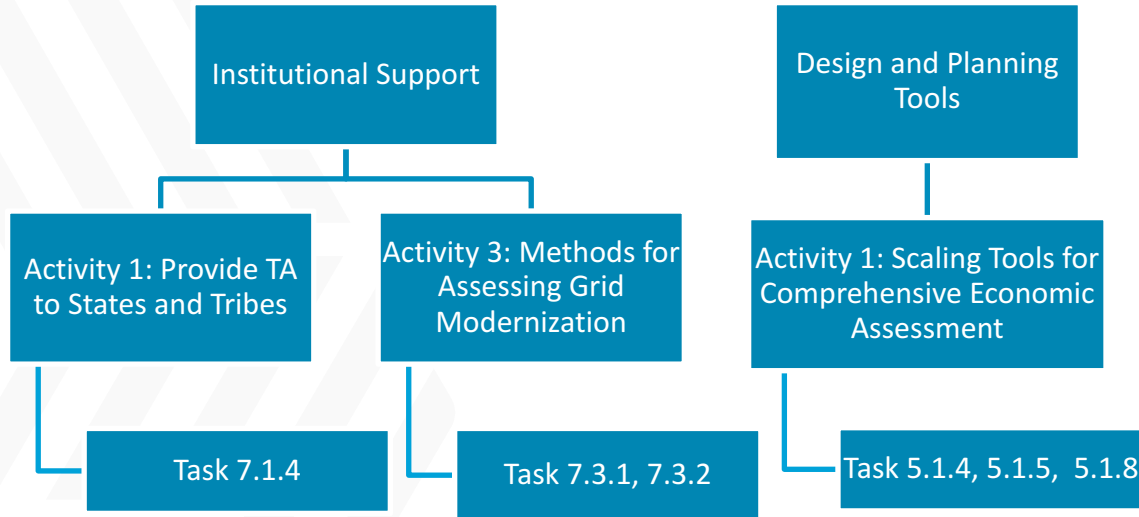 Institutional Support
Design and Planning
Tools
Activity 1: Provide TA
to States and Tribes
Activity 3: Methods for
Assessing Grid
Modernization
Activity 1: Scaling Tools for
Comprehensive Economic
Assessment
Task 7.1.4
Task 7.3.1, 7.3.2
Task 5.1.4, 5.1.5, 5.1.8